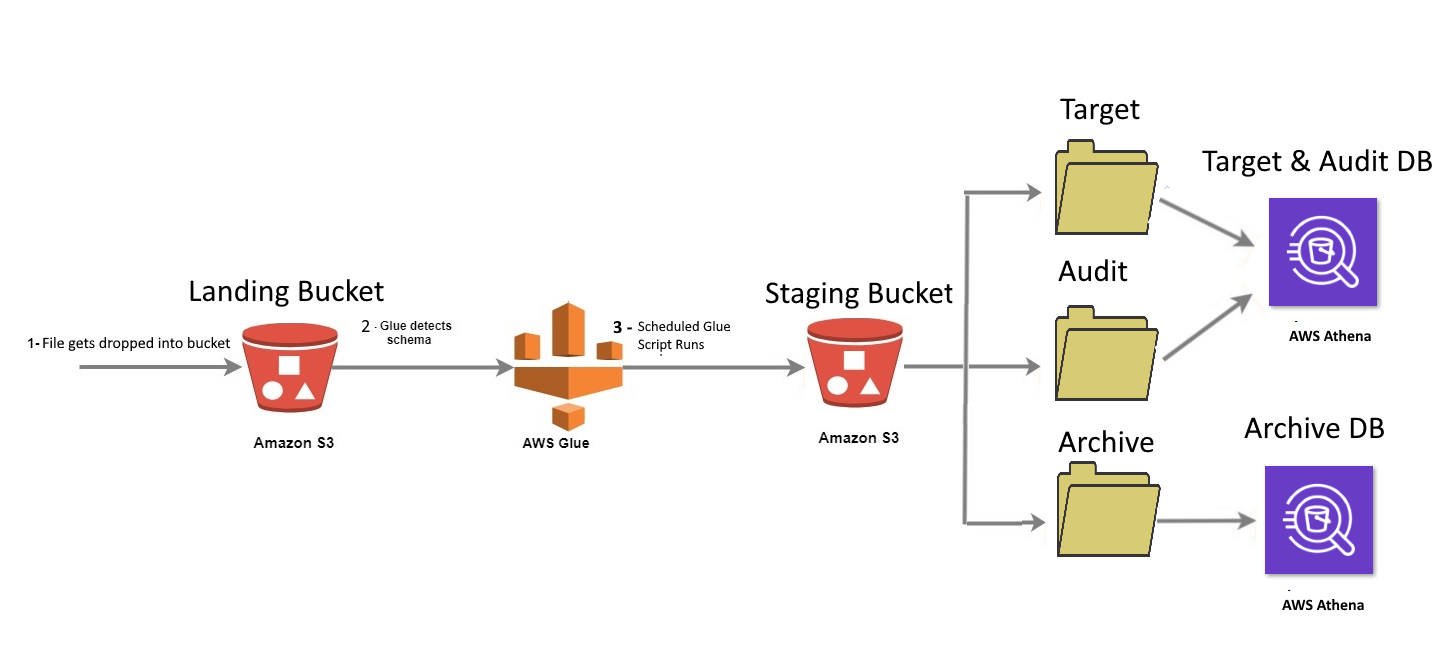 Target
Target & Audit DB
Audit
Landing Bucket
Staging Bucket
1- File gets dropped into bucket
2 - Glue detects
schema
3 - Scheduled Glue
Script Runs
AWS Athena
Amazon S3
AWS Glue
Amazon S3
Archive
Archive DB
AWS Athena